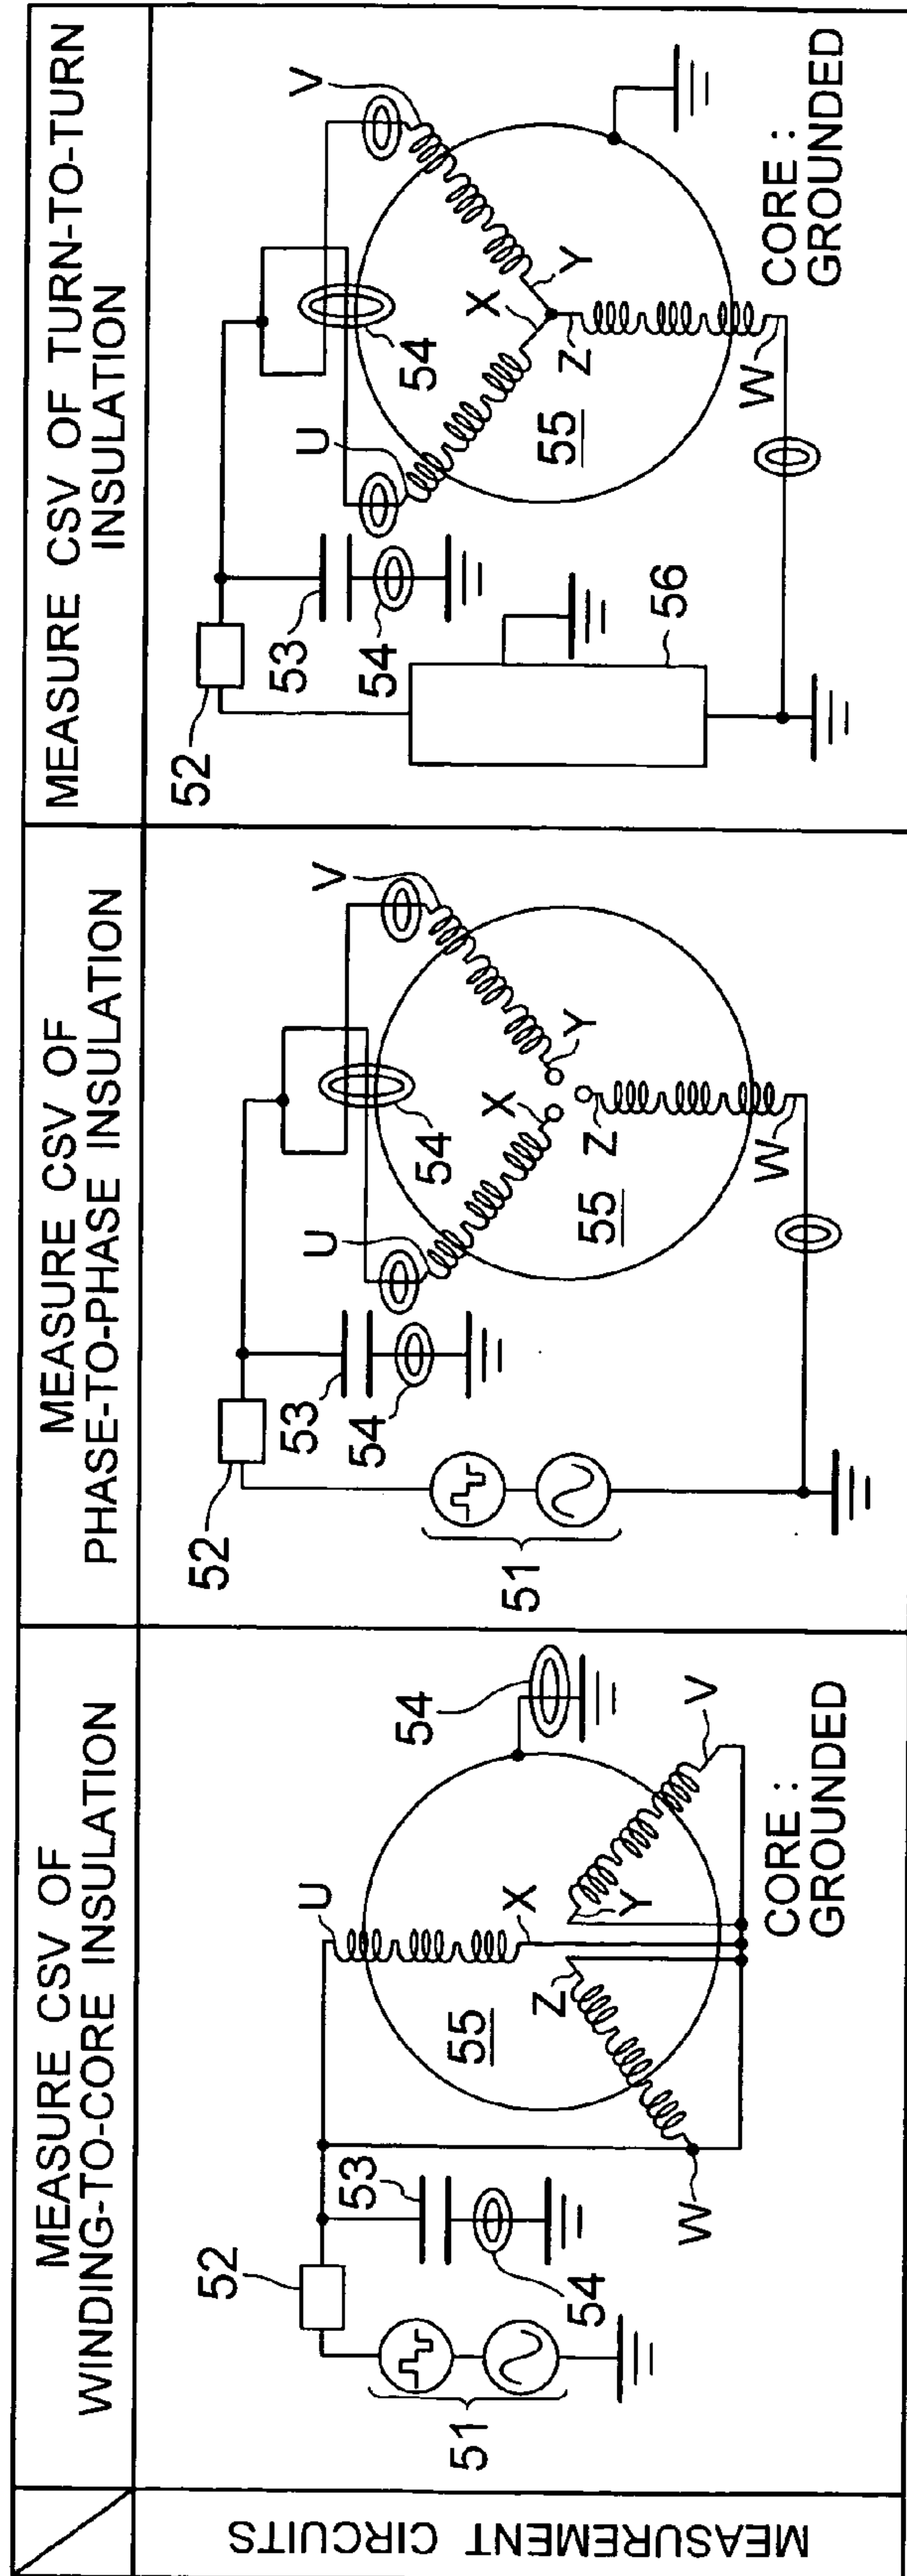 MEASUREMENT CIRCUITS
MEASURE CSV OF
WINDING-TO-CORE INSULATION
51
52
53
54
U
55
X
Z
Y
W
V
54
CORE :
GROUNDED
MEASURE CSV OF
PHASE-TO-PHASE INSULATION
51
52
53
54
U
54
V
X
Y
Z
55
W
MEASURE CSV OF TURN-TO-TURN
INSULATION
52
53
54
56
U
54
V
X
Y
Z
55
W
CORE :
GROUNDED